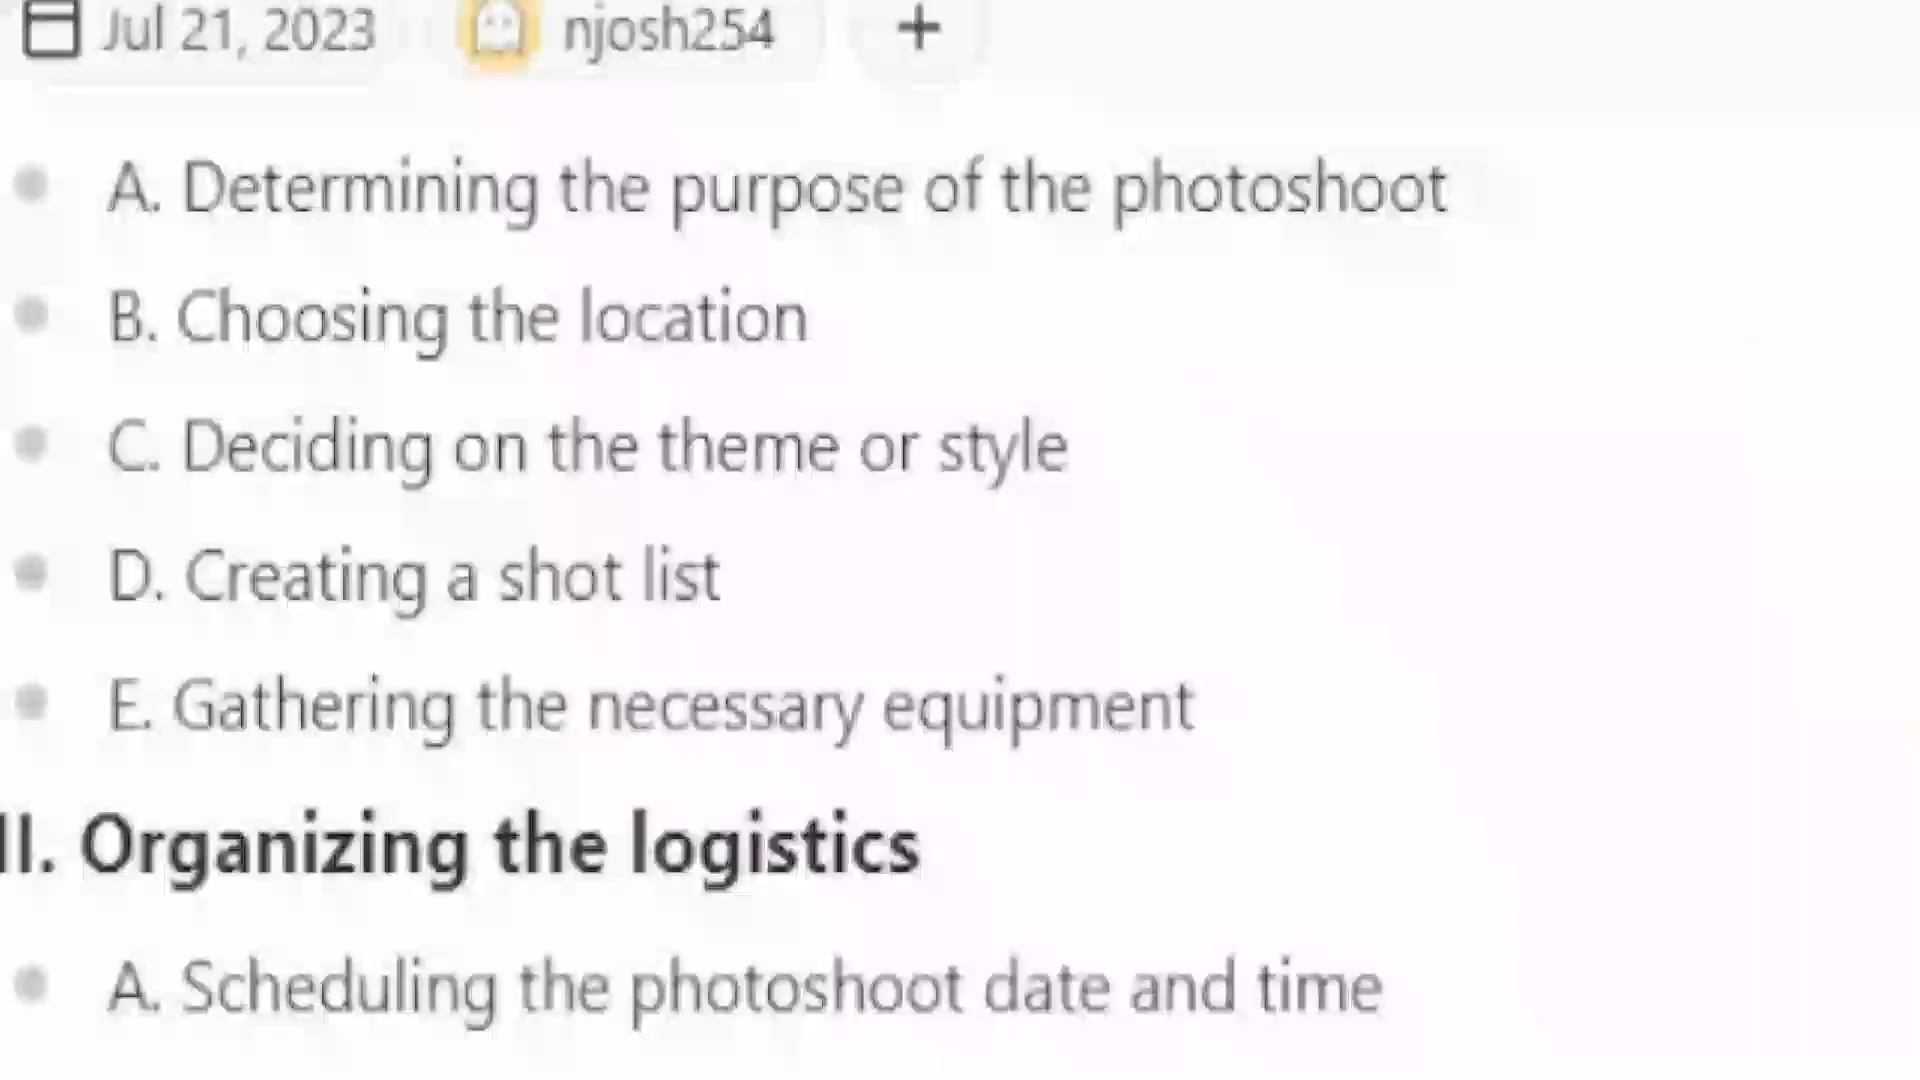 Jul 21, 2023 njosh254 +
A. Determining the purpose of the photoshoot
B. Choosing the location
C. Deciding on the theme or style
D. Creating a shot list
E. Gathering the necessary equipment
II. Organizing the logistics
A. Scheduling the photoshoot date and time